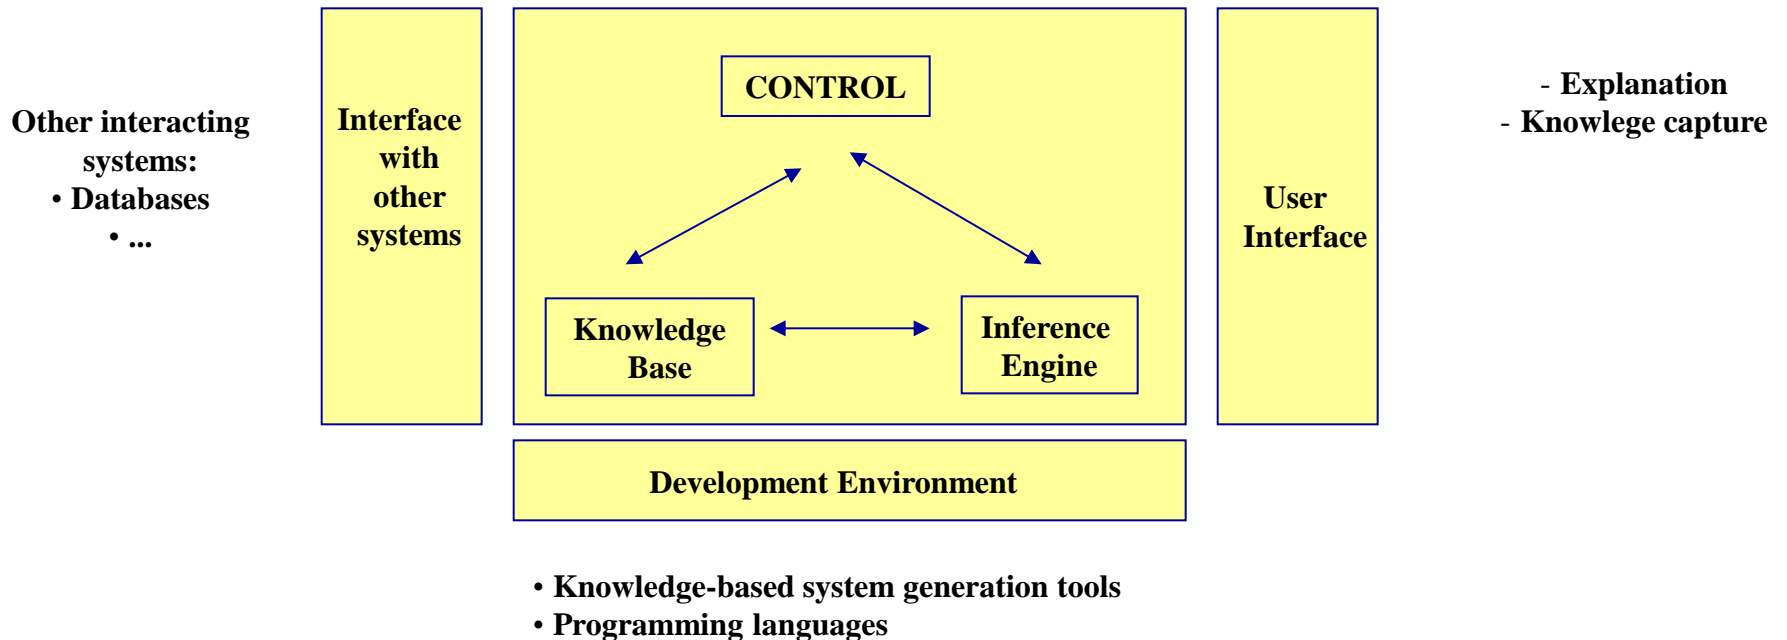 Other interacting
systems:
• Databases
• ...
Interface
with
other
systems
CONTROL
Knowledge
Base
Inference
Engine
User
Interface
- Explanation
- Knowlege capture
Development Environment
• Knowledge-based system generation tools
• Programming languages